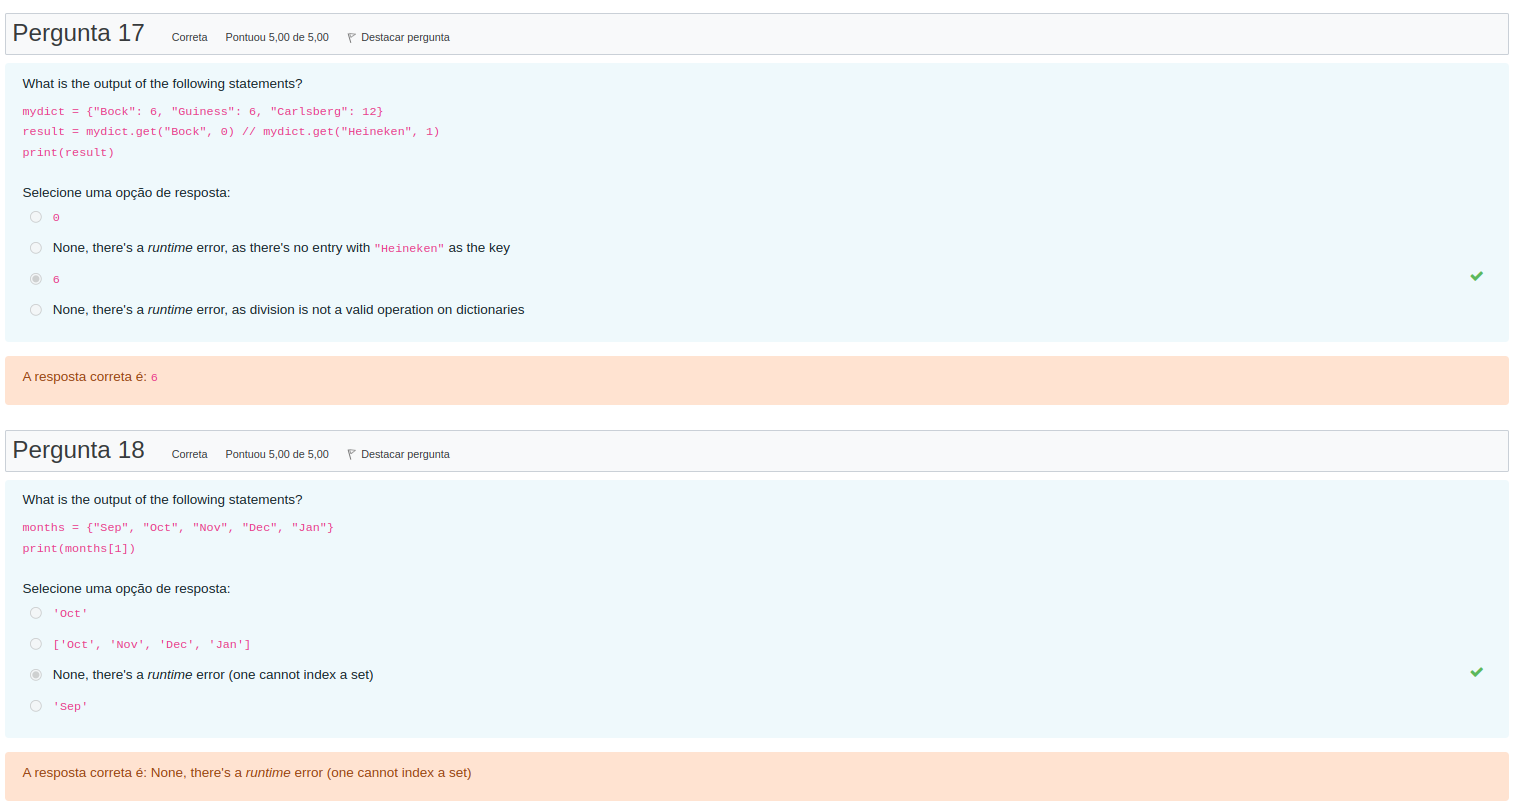 Pergunta 17 Correta Pontuou 5,00 de 5,00 Destacar pergunta
What is the output of the following statements?
mydict = {"Bock": 6, "Guiness": 6, "Carlsberg": 12}
result = mydict.get("Bock", 0) // mydict.get("Heineken", 1)
print(result)
Selecione uma opção de resposta:
0
None, there's a runtime error, as there's no entry with "Heineken" as the key
6
None, there's a runtime error, as division is not a valid operation on dictionaries
A resposta correta é: 6
Pergunta 18 Correta Pontuou 5,00 de 5,00 Destacar pergunta
What is the output of the following statements?
months = {"Sep", "Oct", "Nov", "Dec", "Jan"}
print(months[1])
Selecione uma opção de resposta:
'Oct'
['Oct', 'Nov', 'Dec', 'Jan']
None, there's a runtime error (one cannot index a set)
'Sep'
A resposta correta é: None, there's a runtime error (one cannot index a set)